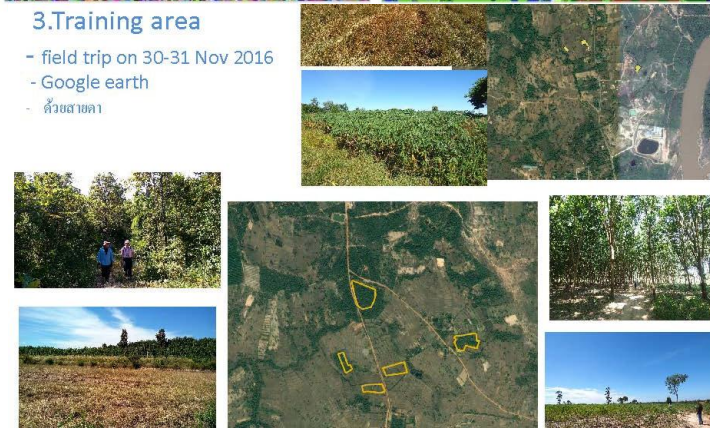 3.Training area
- field trip on 30-31 Nov 2016
- Google earth
- ด้วยสายตา